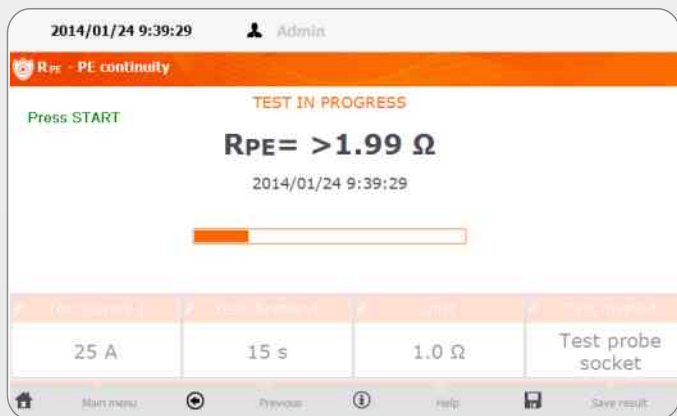 2014/01/24 9:39:29 Admin
RPE - PE continuity
TEST IN PROGRESS
Press START
RPE= >1.99 Ω
2014/01/24 9:39:29
25 A 15 s 1.0 Ω Test probe socket
Main menu Previous Help Save result